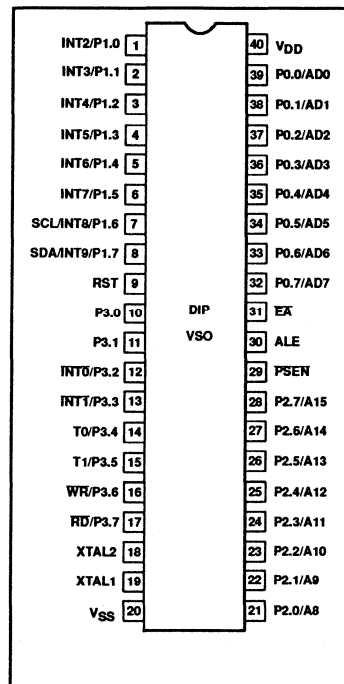 INT2/P1.0 1 40 VDD
INT3/P1.1 2 39 P0.0/AD0
INT4/P1.2 3 38 P0.1/AD1
INT5/P1.3 4 37 P0.2/AD2
INT6/P1.4 5 36 P0.3/AD3
INT7/P1.5 6 35 P0.4/AD4
SCL/INT8/P1.6 7 34 P0.5/AD5
SDA/INT9/P1.7 8 33 P0.6/AD6
RST 9 32 P0.7/AD7
P3.0 10 DIP 31 E̅A̅
P3.1 11 VSO 30 ALE
I̅N̅T̅0̅/P3.2 12 29 P̅S̅E̅N̅
I̅N̅T̅1̅/P3.3 13 28 P2.7/A15
T0/P3.4 14 27 P2.6/A14
T1/P3.5 15 26 P2.5/A13
W̅R̅/P3.6 16 25 P2.4/A12
R̅D̅/P3.7 17 24 P2.3/A11
XTAL2 18 23 P2.2/A10
XTAL1 19 22 P2.1/A9
VSS 20 21 P2.0/A8